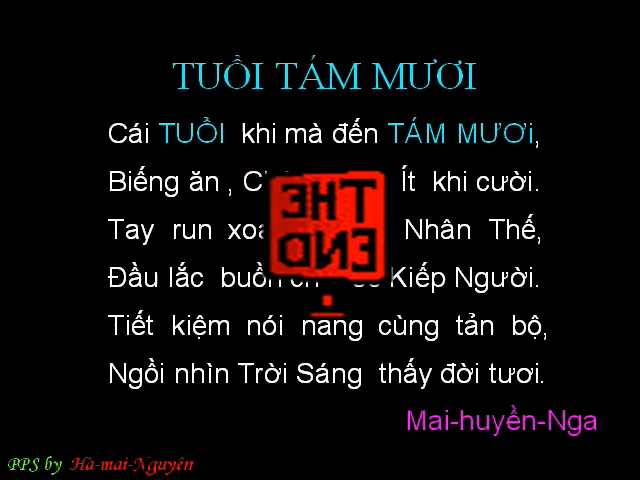 TUỔI TÁM MƯƠI
Cái TUỔI khi mà đến TÁM MƯƠi,
Biếng ăn , Ít khi cười.
Tay run Nhân Thế,
Đầu lắc buồn Kiếp Người.
Tiết kiệm nói năng cùng tản bộ,
Ngồi nhìn Trời Sáng thấy đời tươi.
Mai-huyền-Nga
THE
END
PPS by Hà-mai-Nguyên